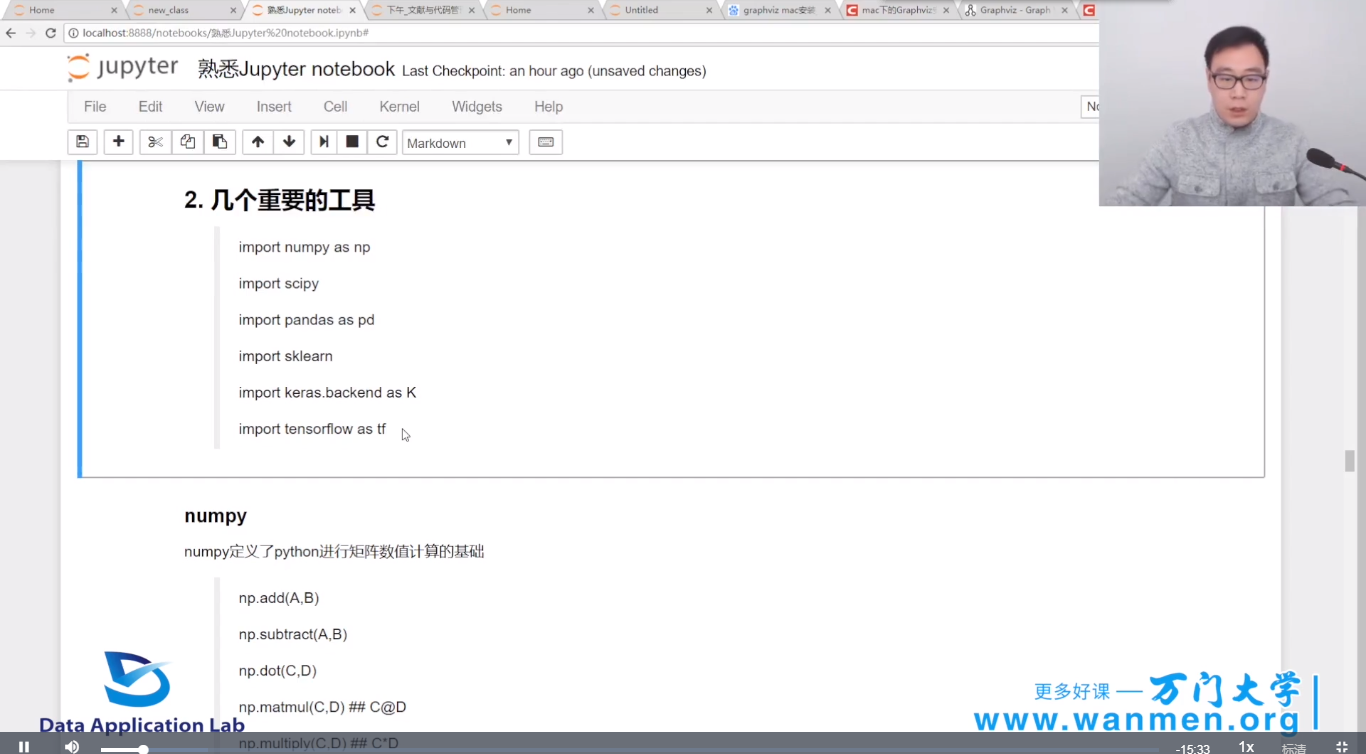 Home
new_class
熟悉Jupyter noteb
下午_文献与代码管
Home
Untitled
graphviz mac安装
mac下的Graphviz
Graphviz - Graph
localhost:8888/notebooks/熟悉Jupyter%20notebook.ipynb#
jupyter 熟悉Jupyter notebook Last Checkpoint: an hour ago (unsaved changes)
File Edit View Insert Cell Kernel Widgets Help
Markdown
2. 几个重要的工具
import numpy as np
import scipy
import pandas as pd
import sklearn
import keras.backend as K
import tensorflow as tf
numpy
numpy定义了python进行矩阵数值计算的基础
np.add(A,B)
np.subtract(A,B)
np.dot(C,D)
np.matmul(C,D) ## C@D
np.multiply(C,D) ## C*D
Data Application Lab
更多好课 — 万门大学
www.wanmen.org
-15:33 1x 标清